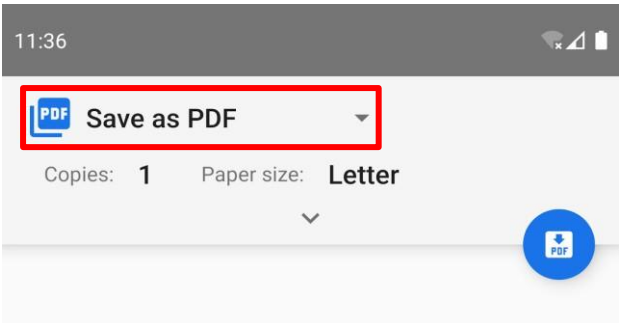 11:36
PDF Save as PDF
Copies: 1 Paper size: Letter
PDF